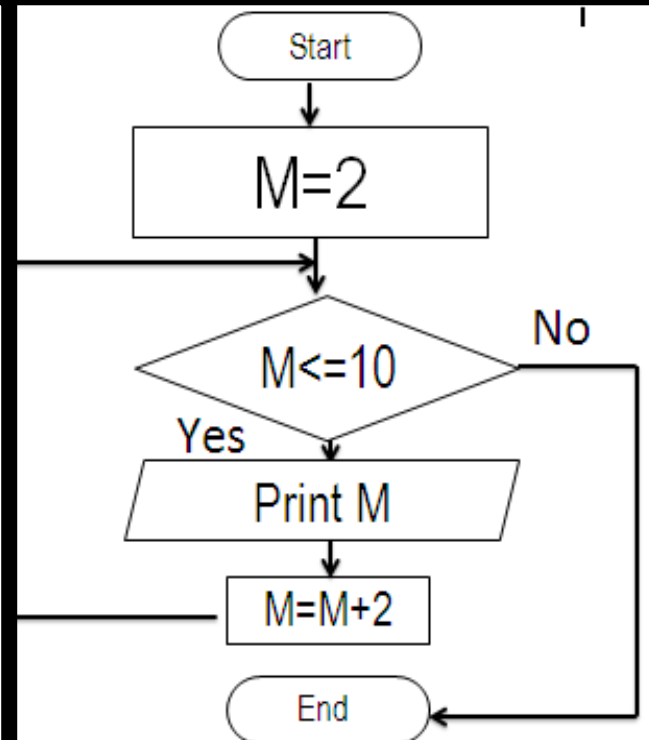 Start
M=2
M<=10
No
Yes
Print M
M=M+2
End